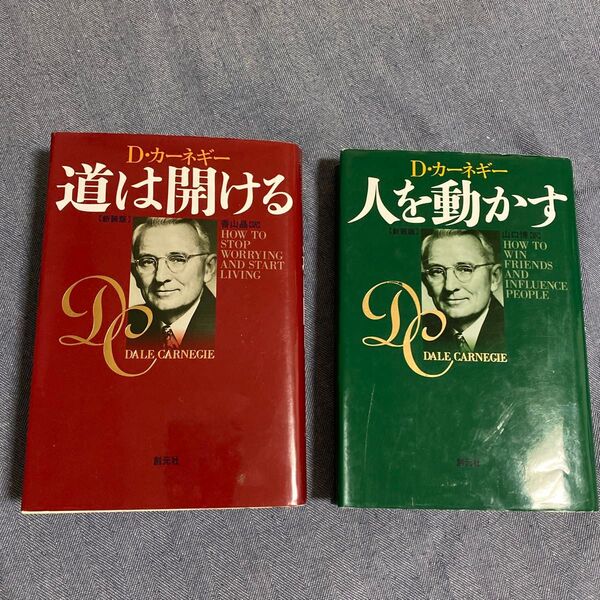 D・カーネギー
道は開ける
【新装版】
香山晶【訳】
HOW TO
STOP
WORRYING
AND START
LIVING
DC
DALE CARNEGIE
創元社
D・カーネギー
人を動かす
【新装版】
山口博【訳】
HOW TO
WIN
FRIENDS
AND
INFLUENCE
PEOPLE
DC
DALE CARNEGIE
創元社